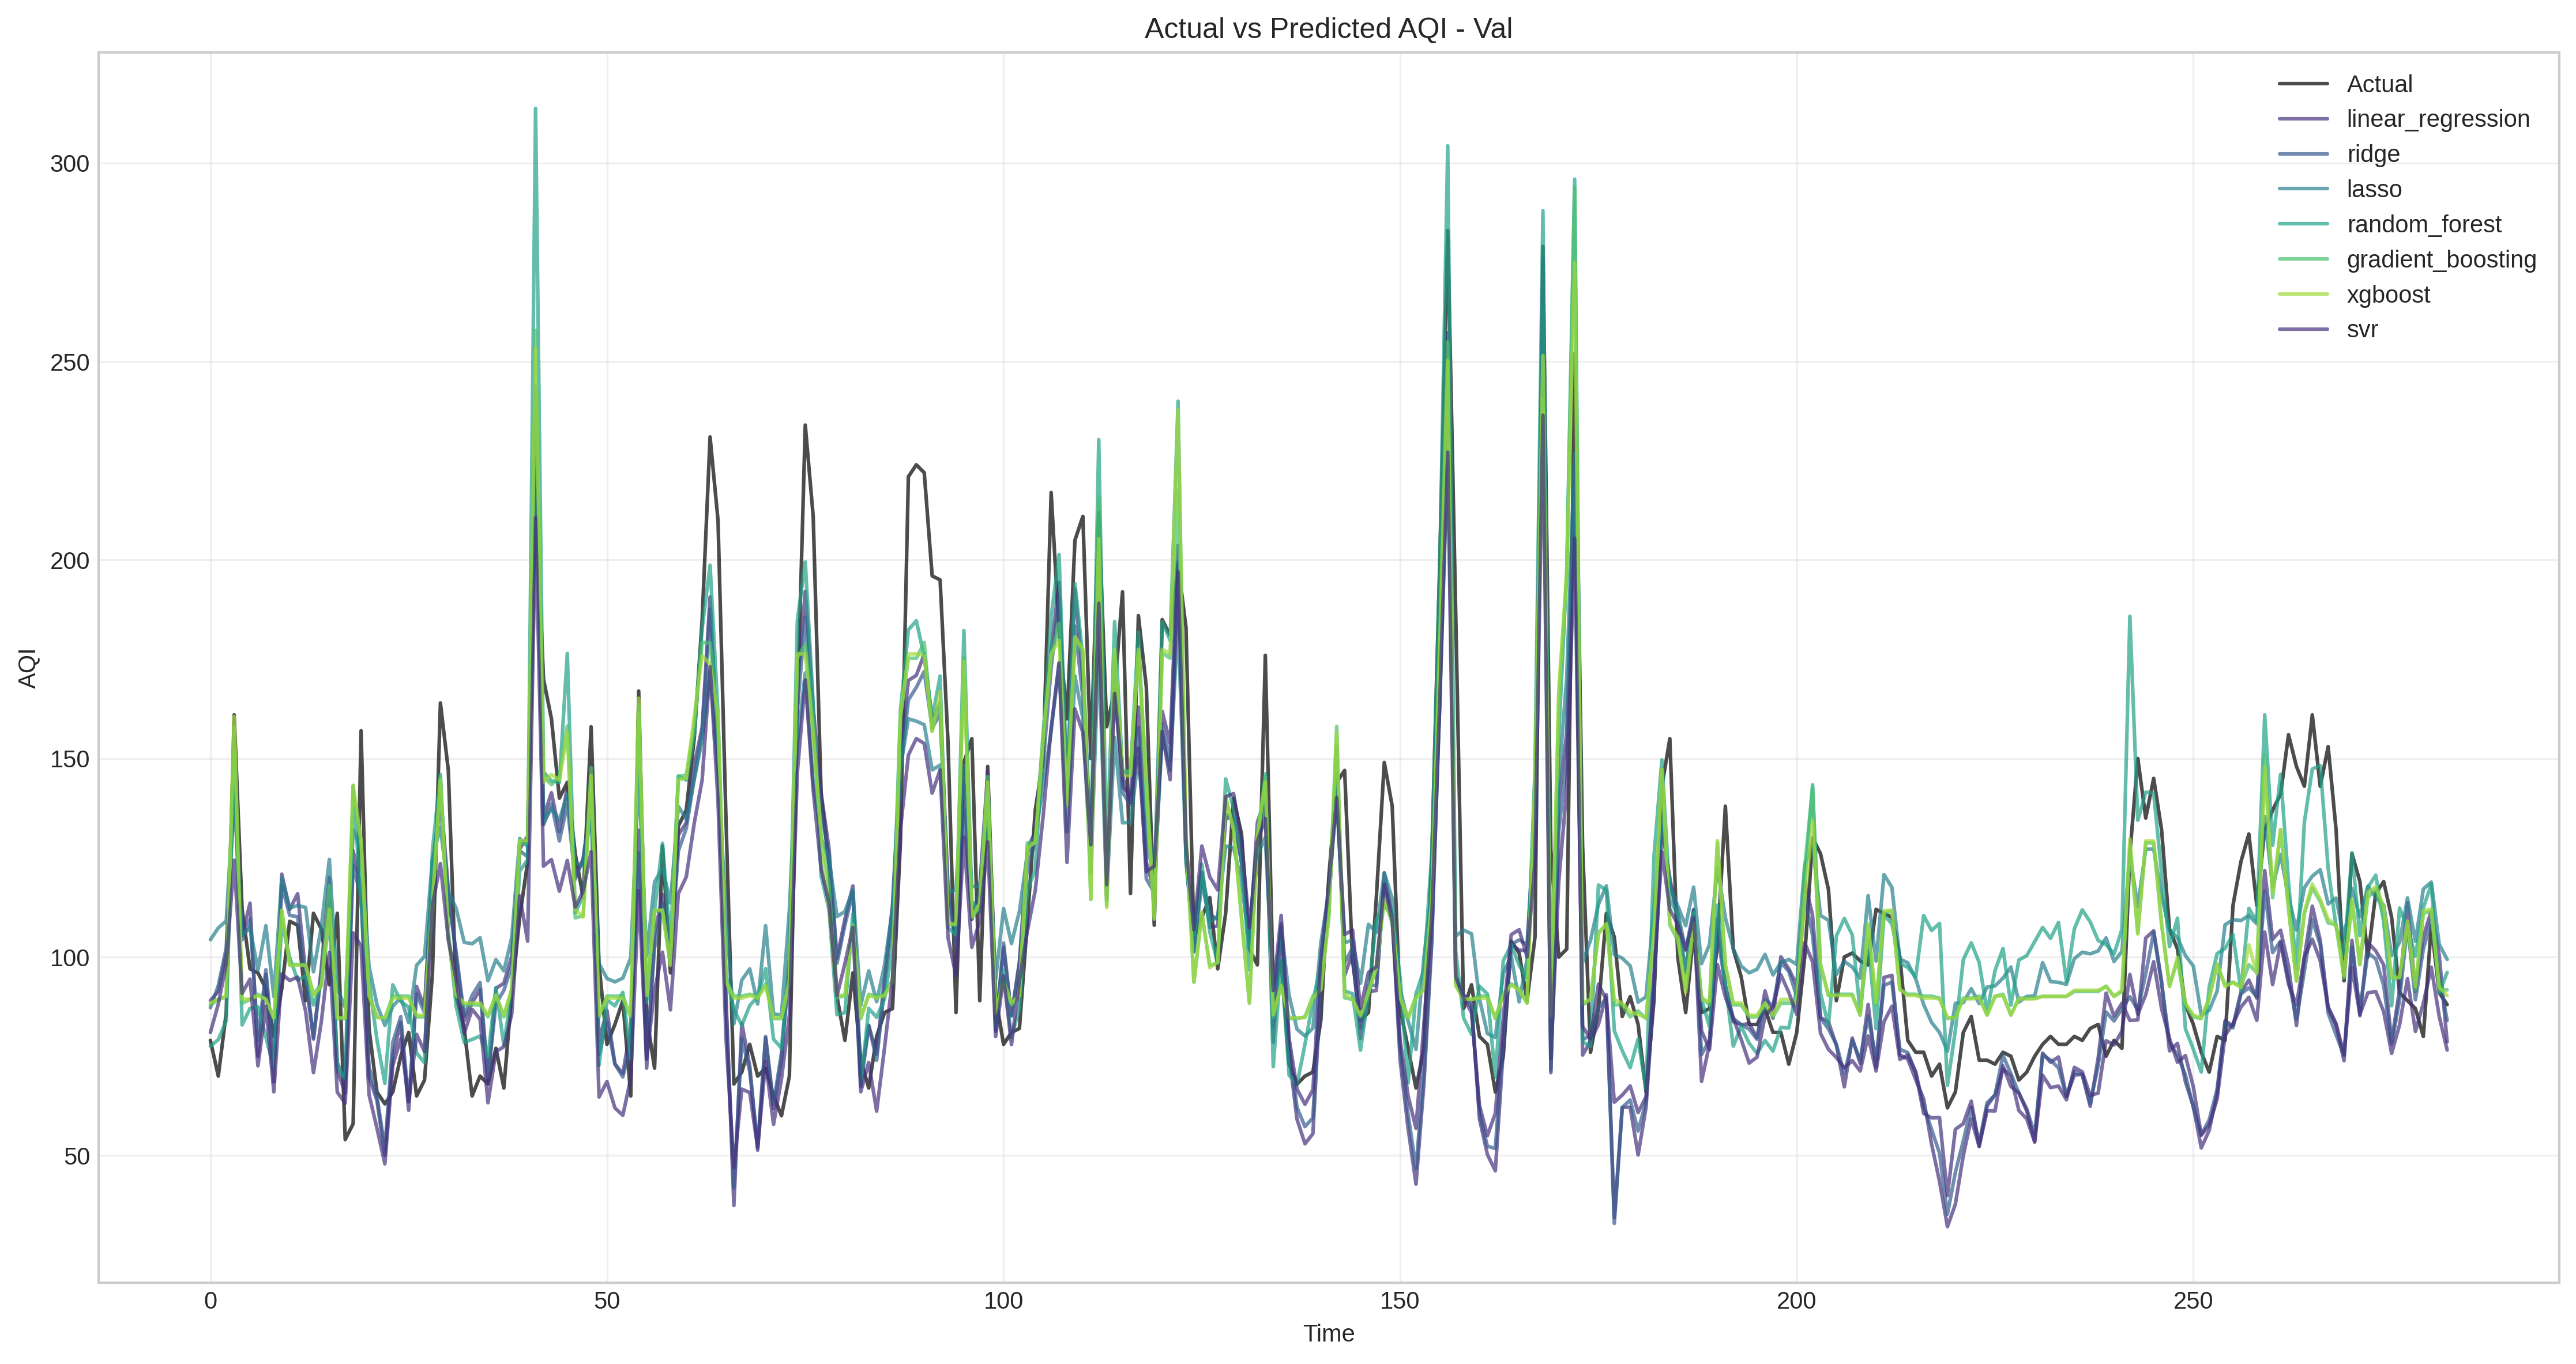 Actual vs Predicted AQI - Val
Actual
linear_regression
ridge
lasso
random_forest
gradient_boosting
xgboost
svr
300
250
200
150
100
50
AQI
0 50 100 150 200 250
Time